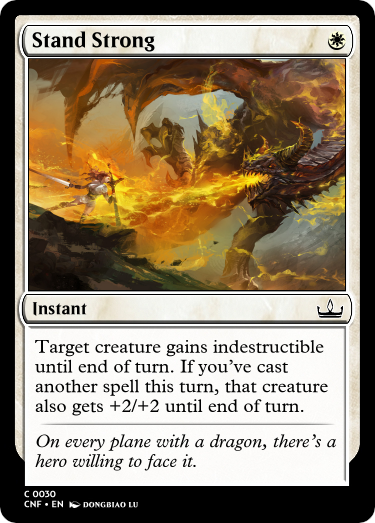 Stand Strong
Instant
Target creature gains indestructible
until end of turn. If you've cast
another spell this turn, that creature
also gets +2/+2 until end of turn.
On every plane with a dragon, there's a
hero willing to face it.
C 0030
CNF • EN DONGBIAO LU